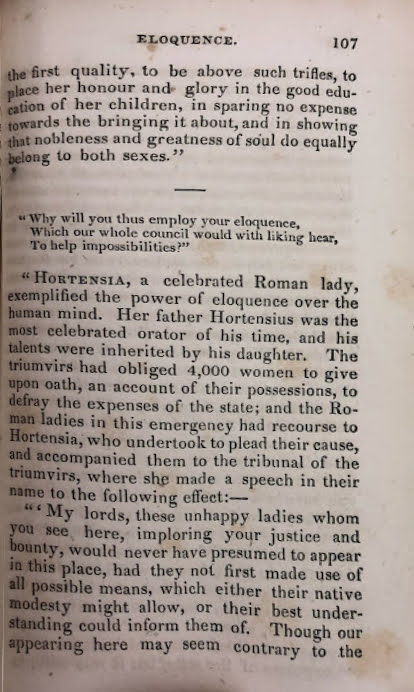 ELOQUENCE. 107
the first quality, to be above such trifles, to
place her honour and glory in the good edu-
cation of her children, in sparing no expense
towards the bringing it about, and in showing
that nobleness and greatness of soul do equally
belong to both sexes.”
“Why will you thus employ your eloquence,
Which our whole council would with liking hear,
To help impossibilities?”
“HORTENSIA, a celebrated Roman lady,
exemplified the power of eloquence over the
human mind. Her father Hortensius was the
most celebrated orator of his time, and his
talents were inherited by his daughter. The
triumvirs had obliged 4,000 women to give
upon oath, an account of their possessions, to
defray the expenses of the state; and the Ro-
man ladies in this emergency had recourse to
Hortensia, who undertook to plead their cause,
and accompanied them to the tribunal of the
triumvirs, where she made a speech in their
name to the following effect:—
“‘My lords, these unhappy ladies whom
you see here, imploring your justice and
bounty, would never have presumed to appear
in this place, had they not first made use of
all possible means, which either their native
modesty might allow, or their best under-
standing could inform them of. Though our
appearing here may seem contrary to the